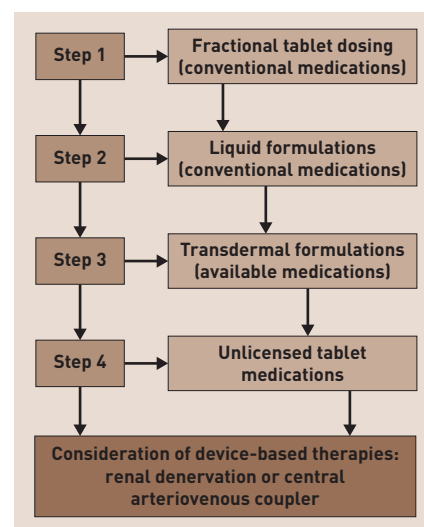 Step 1
Fractional tablet dosing
(conventional medications)
Step 2
Liquid formulations
(conventional medications)
Step 3
Transdermal formulations
(available medications)
Step 4
Unlicensed tablet
medications
Consideration of device-based therapies:
renal denervation or central
arteriovenous coupler